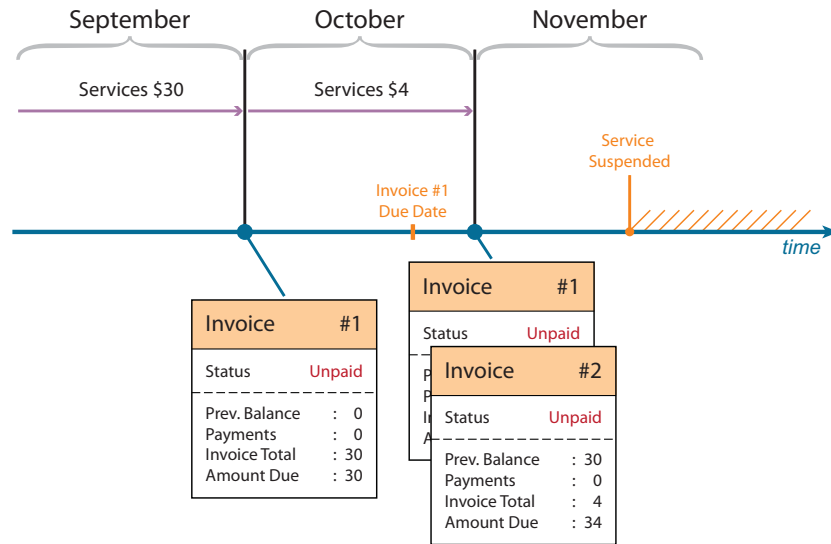 September October November
Services $30 Services $4
Service
Suspended
Invoice #1
Due Date
time
Invoice #1
Status Unpaid
Prev. Balance : 0
Payments : 0
Invoice Total : 30
Amount Due : 30
Invoice #1
Status Unpaid
P
P
I
A
Invoice #2
Status Unpaid
Prev. Balance : 30
Payments : 0
Invoice Total : 4
Amount Due : 34